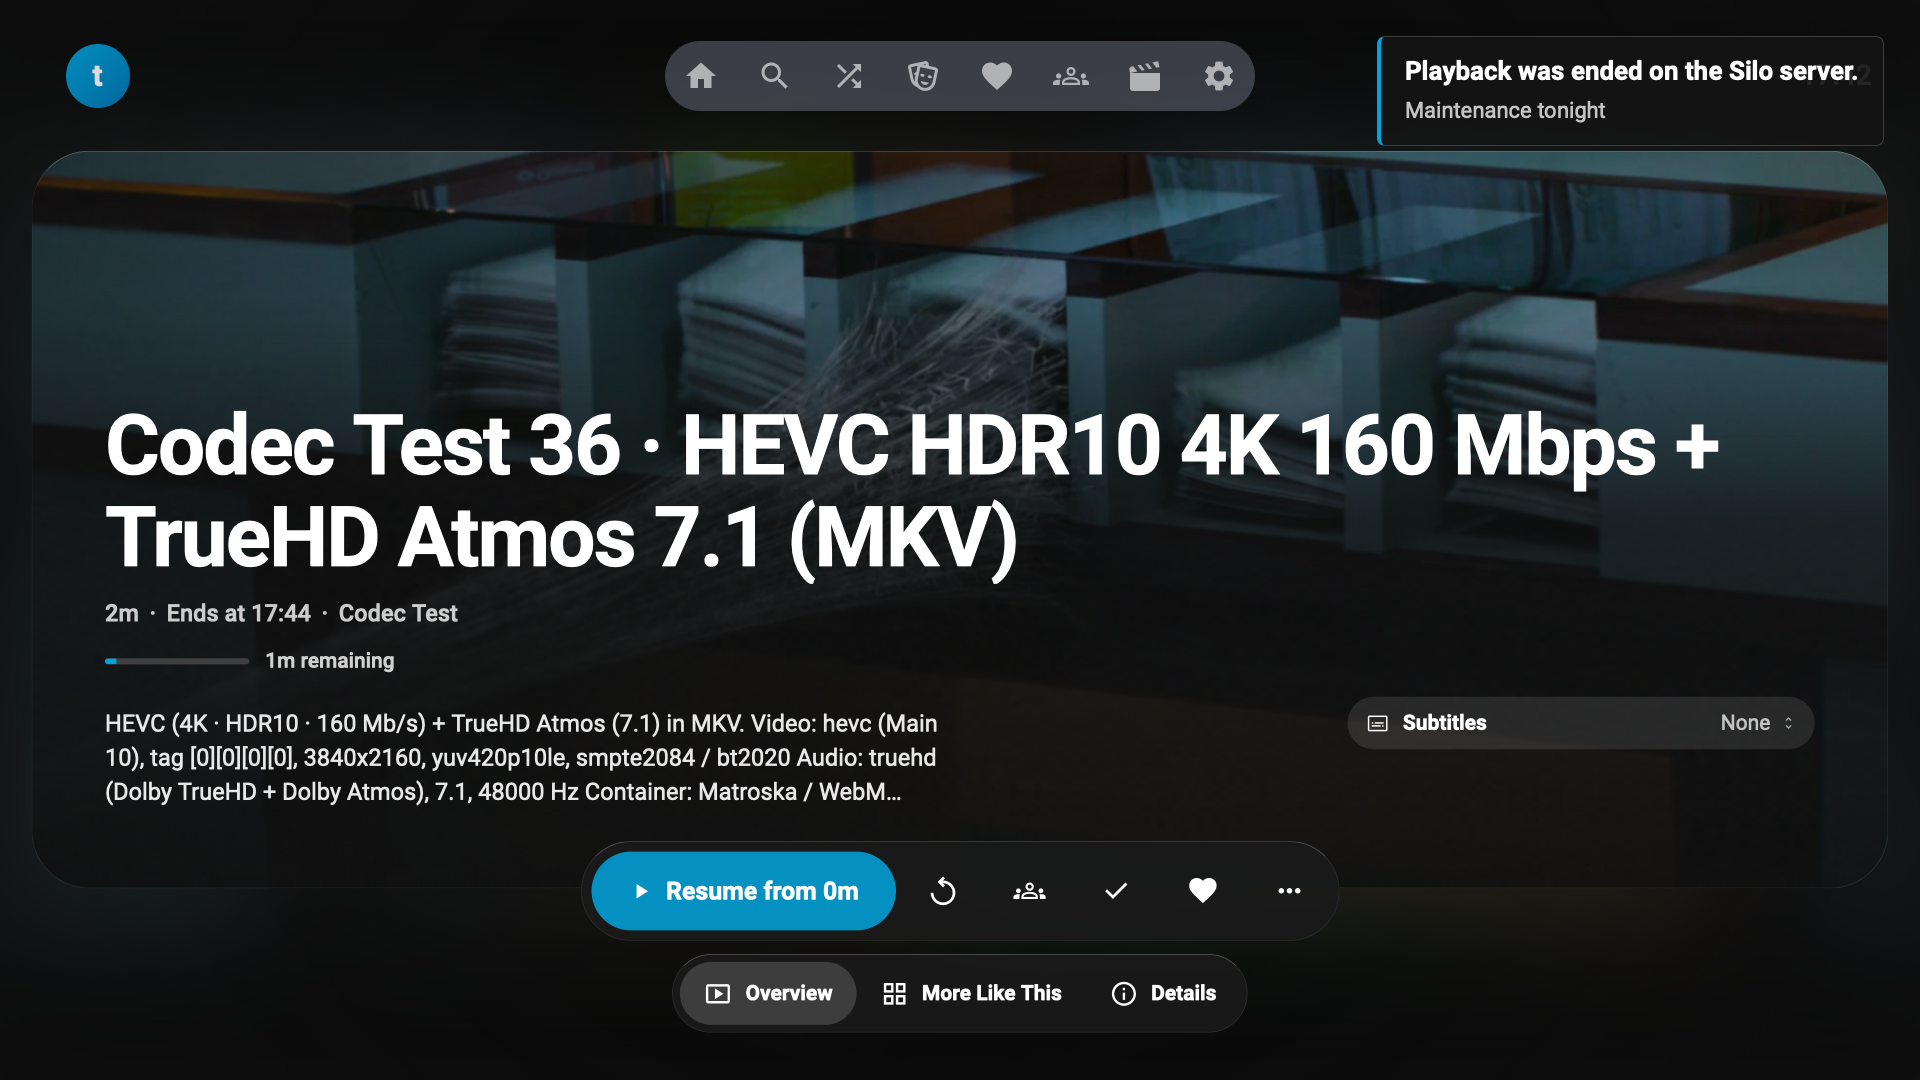 t
Playback was ended on the Silo server.
Maintenance tonight
Codec Test 36 · HEVC HDR10 4K 160 Mbps +
TrueHD Atmos 7.1 (MKV)
2m · Ends at 17:44 · Codec Test
1m remaining
HEVC (4K · HDR10 · 160 Mb/s) + TrueHD Atmos (7.1) in MKV. Video: hevc (Main
10), tag [0][0][0][0], 3840x2160, yuv420p10le, smpte2084 / bt2020 Audio: truehd
(Dolby TrueHD + Dolby Atmos), 7.1, 48000 Hz Container: Matroska / WebM…
Subtitles None
Resume from 0m
Overview More Like This Details